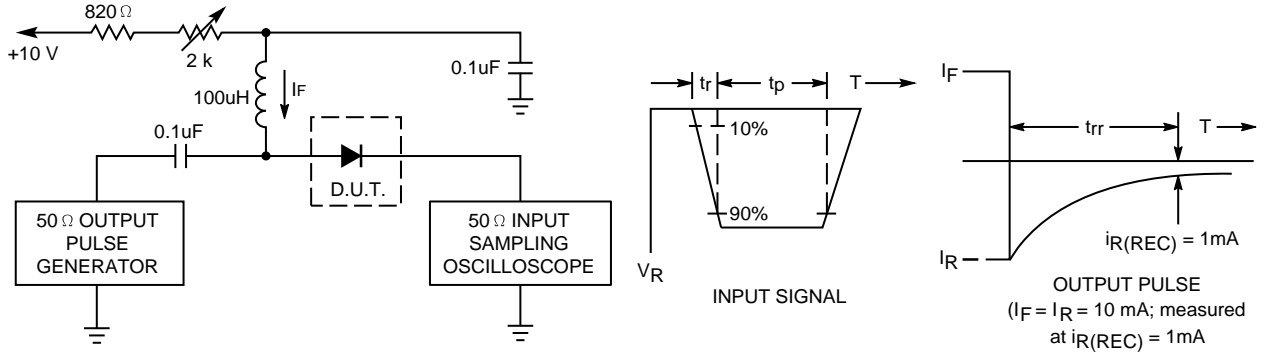 820 Ω
+10 V
2 k
100uH
IF
0.1uF
0.1uF
D.U.T.
50 Ω OUTPUT
PULSE
GENERATOR
50 Ω INPUT
SAMPLING
OSCILLOSCOPE
tr
tp
T
10%
90%
VR
INPUT SIGNAL
IF
trr
T
IR
iR(REC) = 1mA
OUTPUT PULSE
(IF = IR = 10 mA; measured
at iR(REC) = 1mA